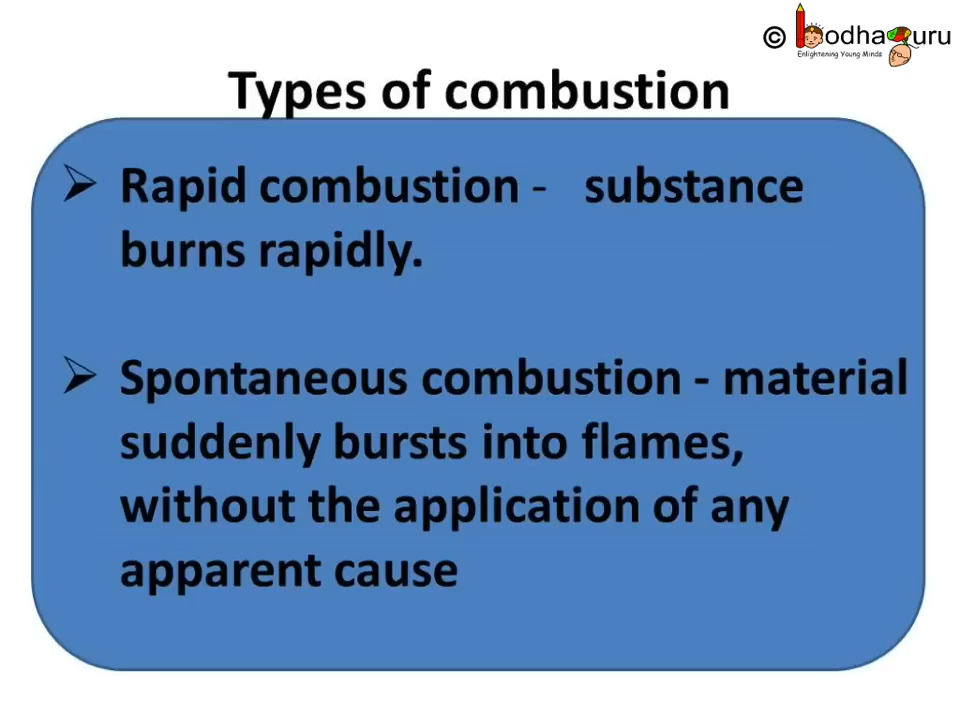 © BodhaGuru
Enlightening Young Minds
Types of combustion
➢ Rapid combustion - substance
burns rapidly.
➢ Spontaneous combustion - material
suddenly bursts into flames,
without the application of any
apparent cause